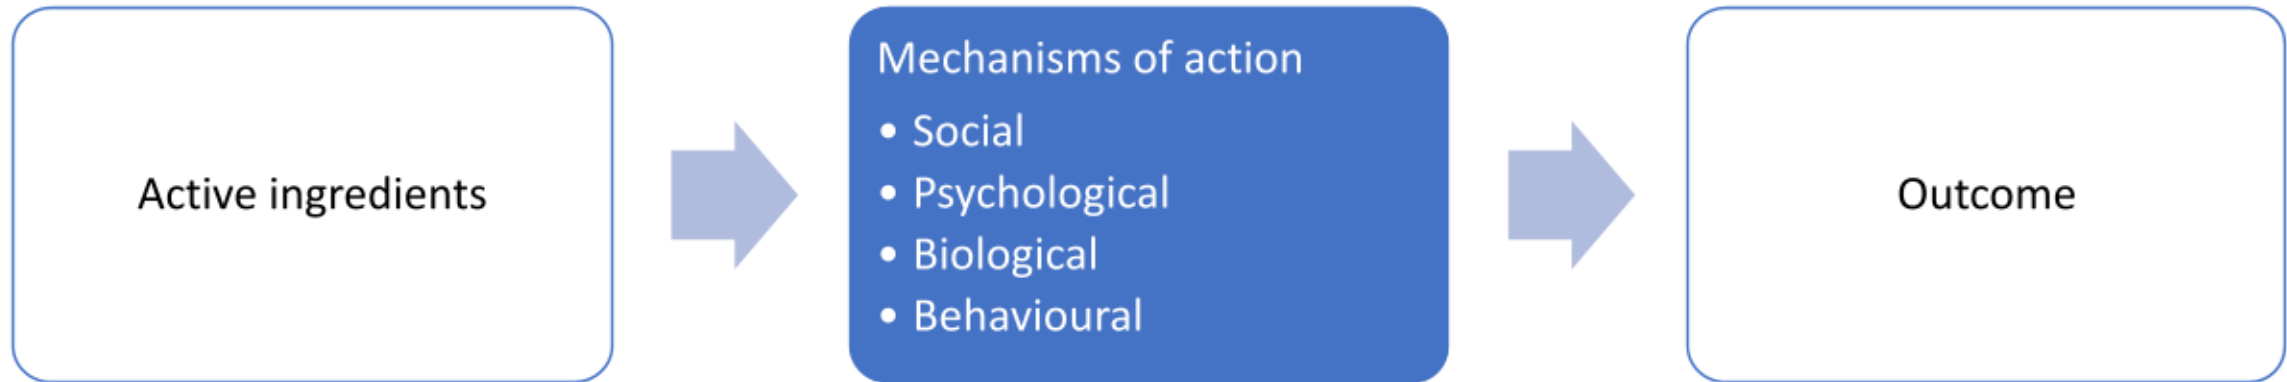 Active ingredients
Mechanisms of action
• Social
• Psychological
• Biological
• Behavioural
Outcome